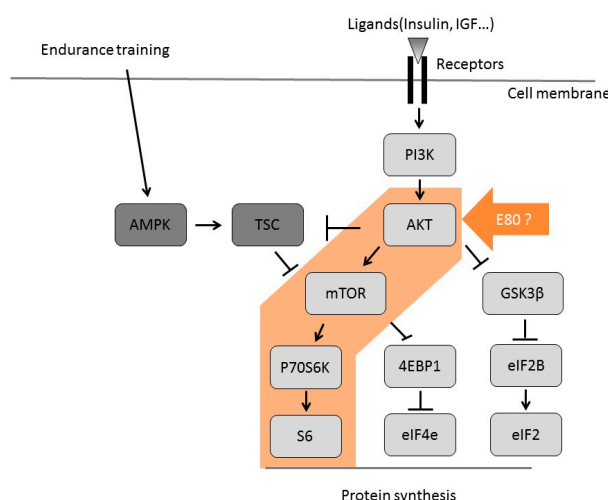 Ligands(Insulin, IGF...)
Endurance training
Receptors
Cell membrane
PI3K
AMPK
TSC
AKT
E80 ?
mTOR
GSK3β
P70S6K
4EBP1
eIF2B
S6
eIF4e
eIF2
Protein synthesis